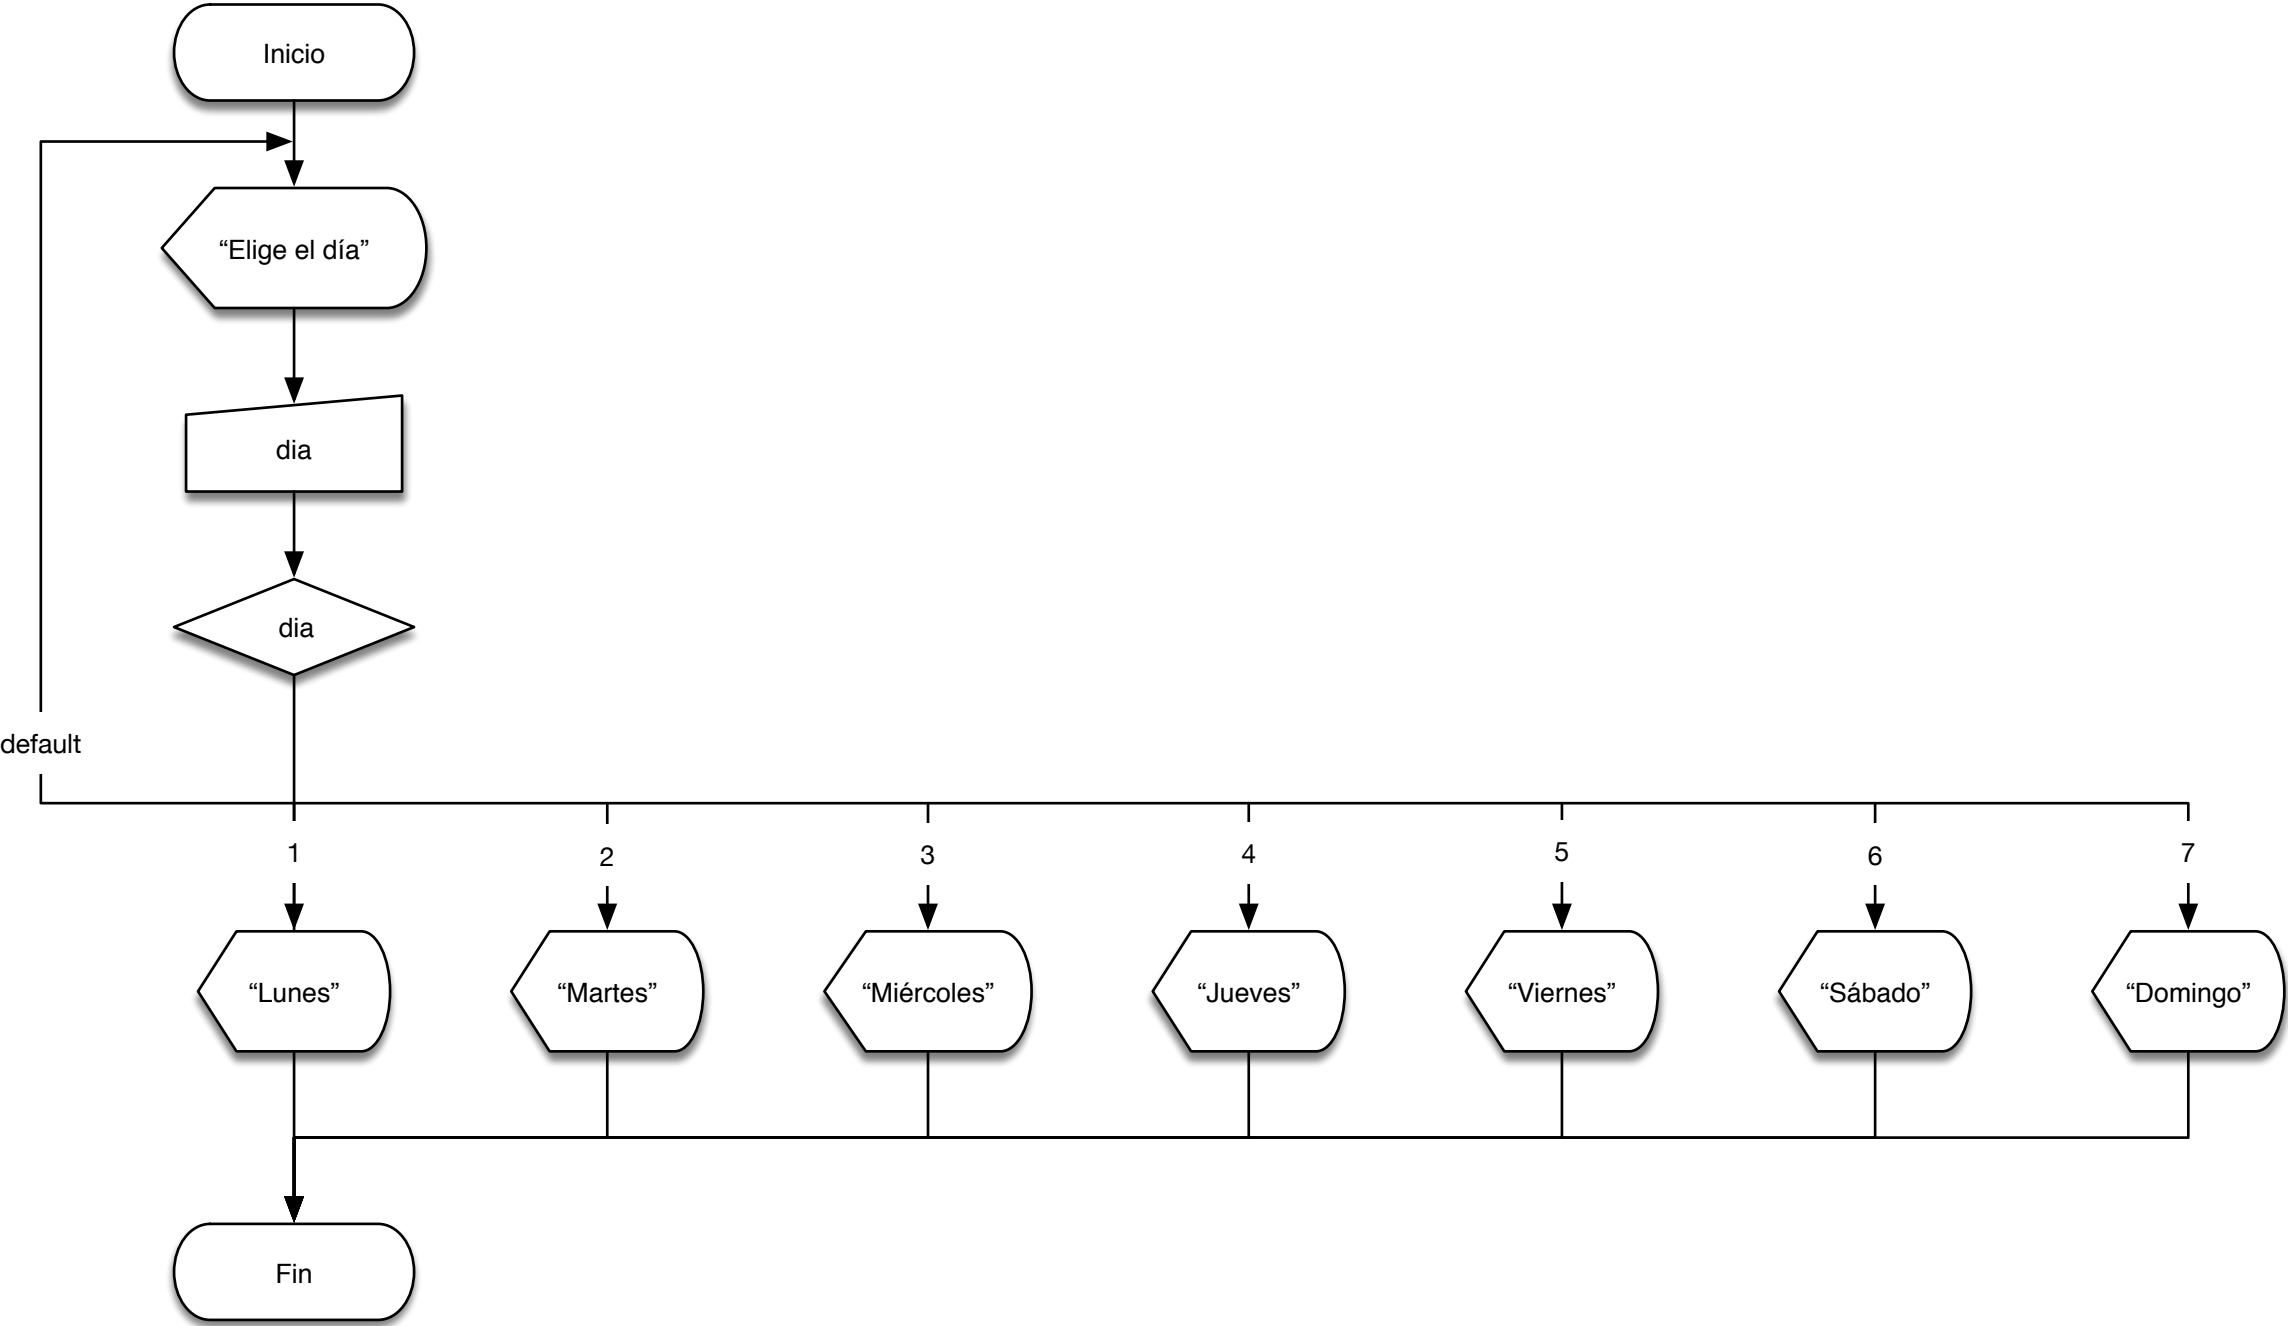 Inicio
“Elige el día”
dia
dia
default
1
2
3
4
5
6
7
“Lunes”
“Martes”
“Miércoles”
“Jueves”
“Viernes”
“Sábado”
“Domingo”
Fin